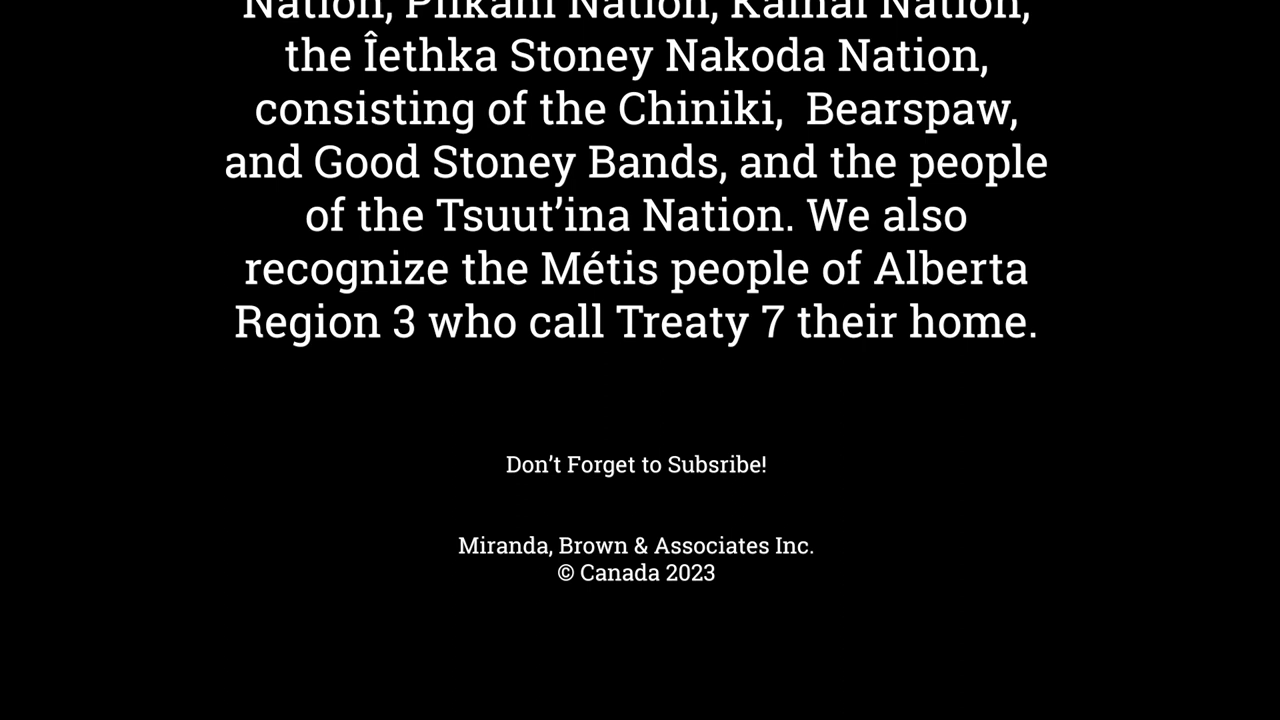 Nation, Piikani Nation, Kainai Nation,
the Îethka Stoney Nakoda Nation,
consisting of the Chiniki,  Bearspaw,
and Good Stoney Bands, and the people
of the Tsuut’ina Nation. We also
recognize the Métis people of Alberta
Region 3 who call Treaty 7 their home.
Don’t Forget to Subsribe!
Miranda, Brown & Associates Inc.
© Canada 2023